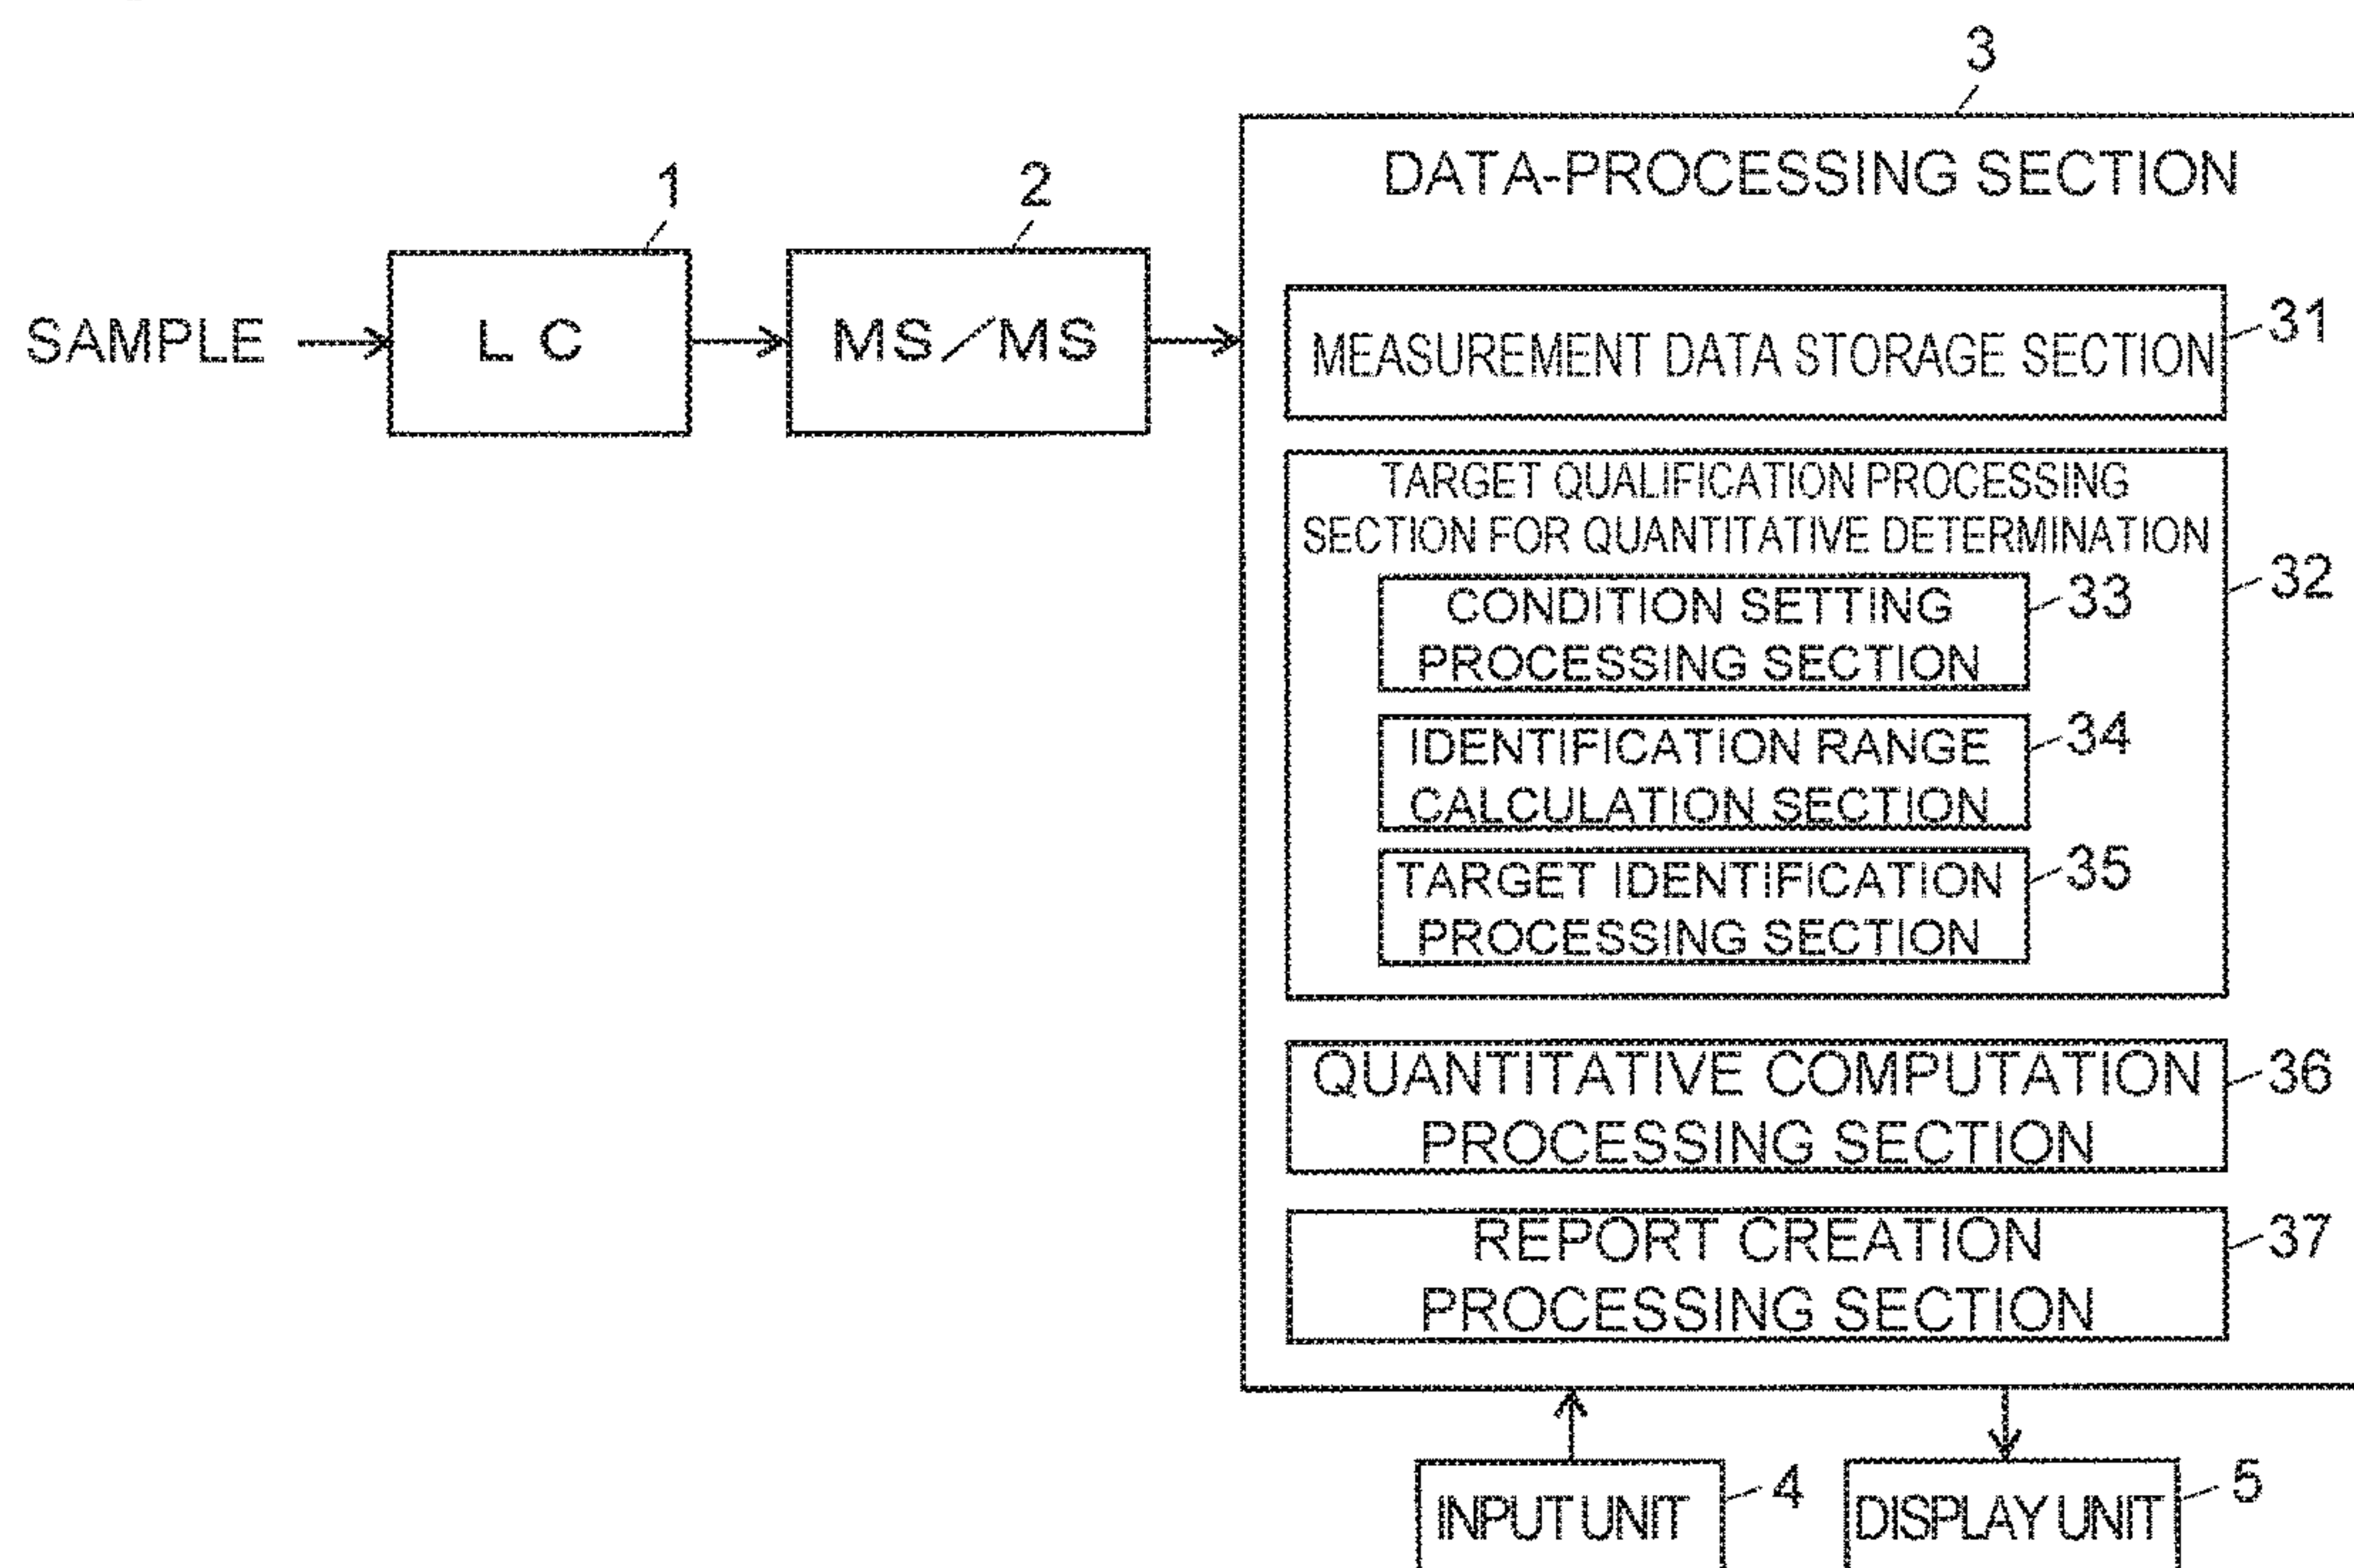 3
DATA-PROCESSING SECTION
1
2
SAMPLE
LC
MS/MS
MEASUREMENT DATA STORAGE SECTION
31
TARGET QUALIFICATION PROCESSING
SECTION FOR QUANTITATIVE DETERMINATION
32
CONDITION SETTING
PROCESSING SECTION
33
IDENTIFICATION RANGE
CALCULATION SECTION
34
TARGET IDENTIFICATION
PROCESSING SECTION
35
QUANTITATIVE COMPUTATION
PROCESSING SECTION
36
REPORT CREATION
PROCESSING SECTION
37
INPUT UNIT
4
DISPLAY UNIT
5